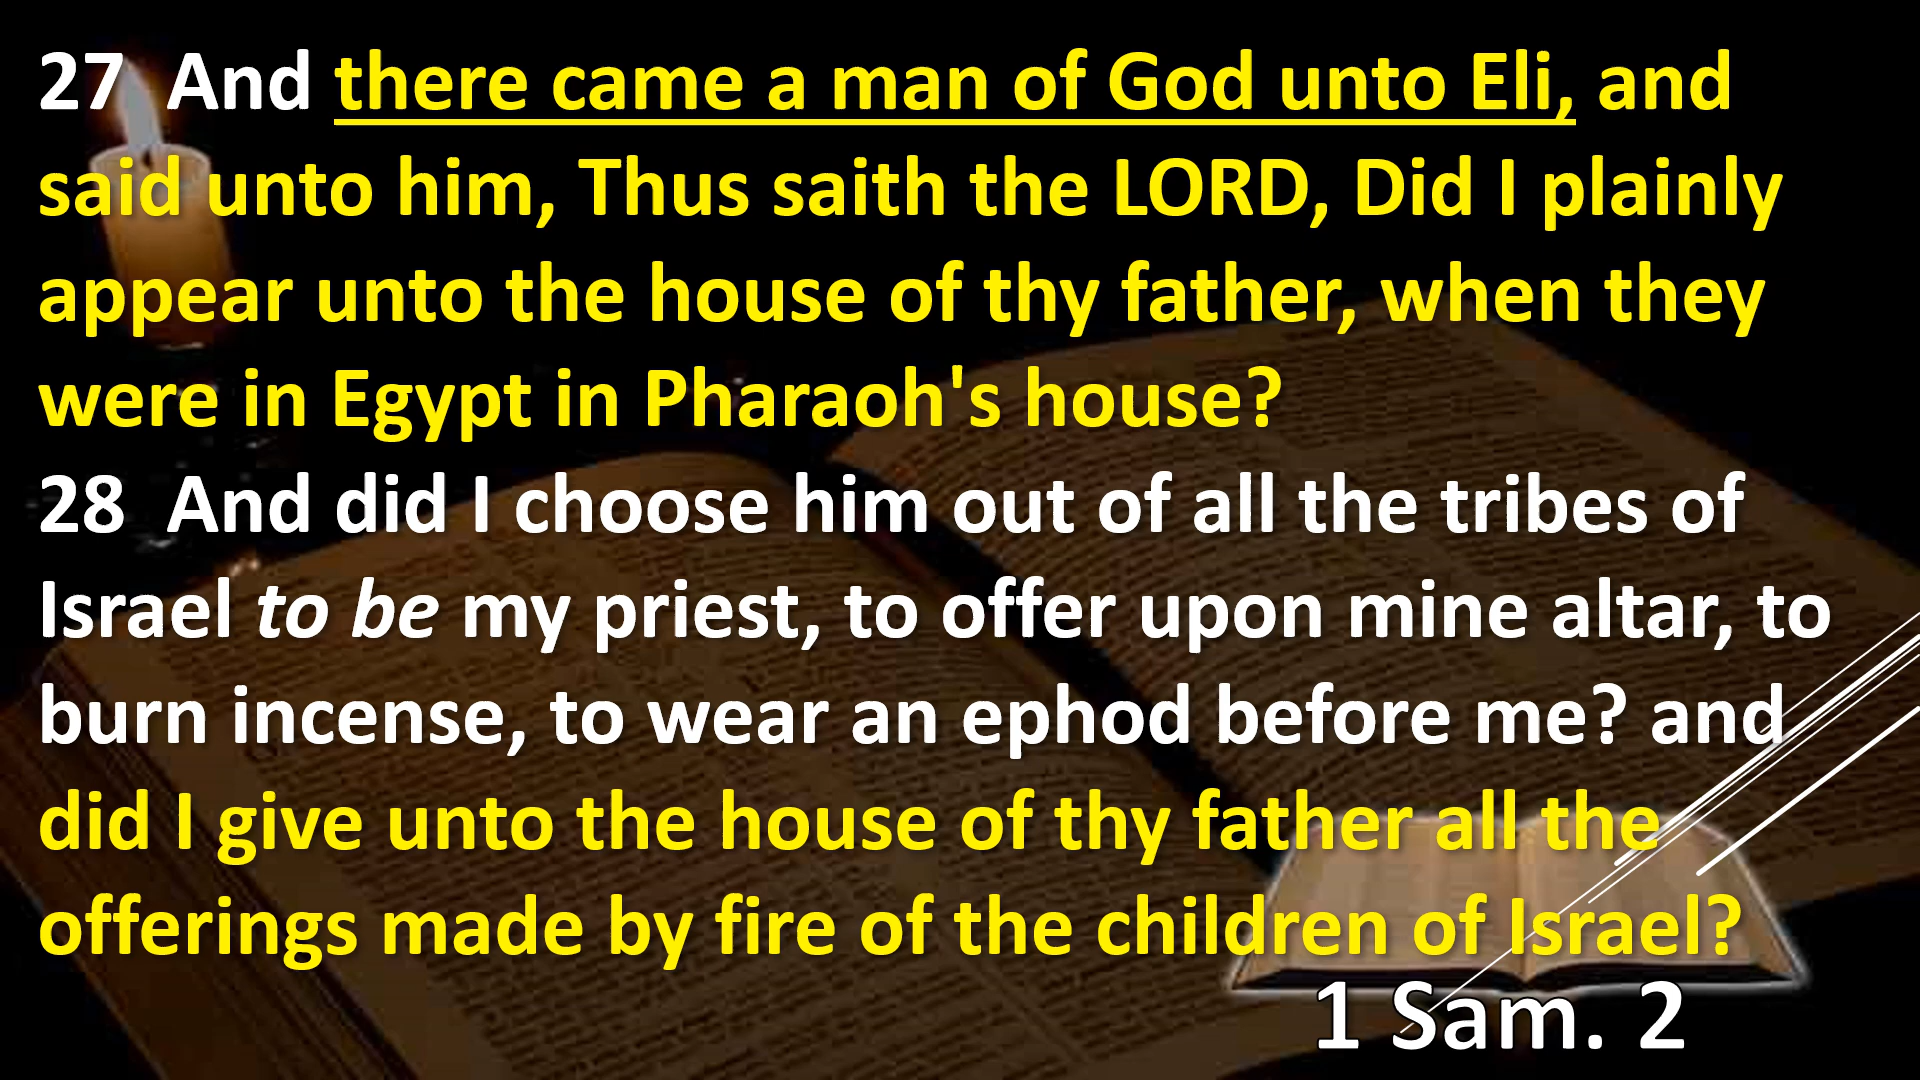 27  And there came a man of God unto Eli, and
said unto him, Thus saith the LORD, Did I plainly
appear unto the house of thy father, when they
were in Egypt in Pharaoh's house?
28  And did I choose him out of all the tribes of
Israel to be my priest, to offer upon mine altar, to
burn incense, to wear an ephod before me? and
did I give unto the house of thy father all the
offerings made by fire of the children of Israel?
1 Sam. 2